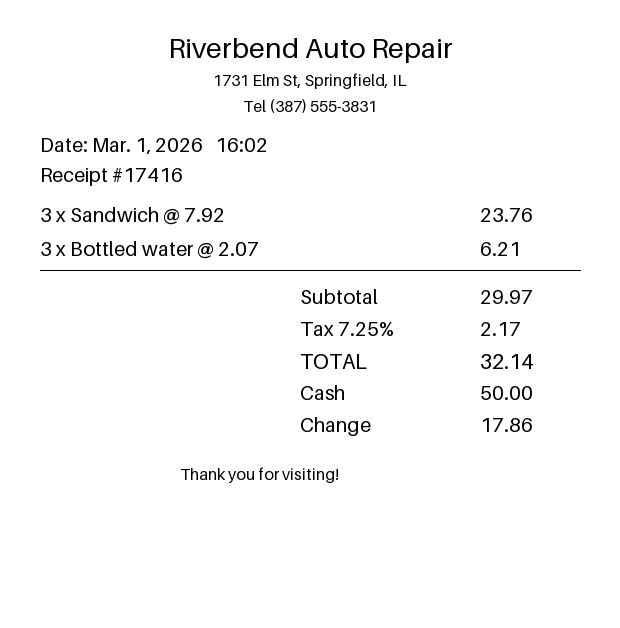 Riverbend Auto Repair
1731 Elm St, Springfield, IL
Tel (387) 555-3831
Date: Mar. 1, 2026 16:02
Receipt #17416
3 x Sandwich @ 7.92 23.76
3 x Bottled water @ 2.07 6.21
Subtotal 29.97
Tax 7.25% 2.17
TOTAL 32.14
Cash 50.00
Change 17.86
Thank you for visiting!